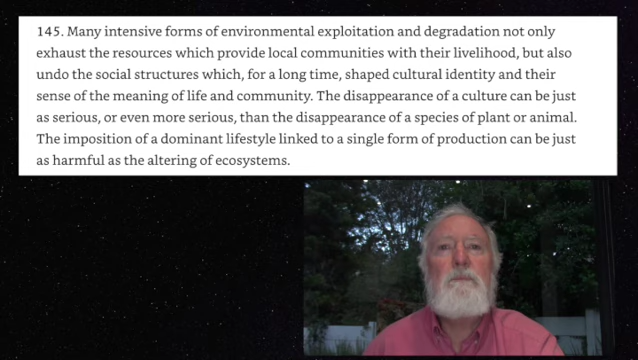 145. Many intensive forms of environmental exploitation and degradation not only
exhaust the resources which provide local communities with their livelihood, but also
undo the social structures which, for a long time, shaped cultural identity and their
sense of the meaning of life and community. The disappearance of a culture can be just
as serious, or even more serious, than the disappearance of a species of plant or animal.
The imposition of a dominant lifestyle linked to a single form of production can be just
as harmful as the altering of ecosystems.